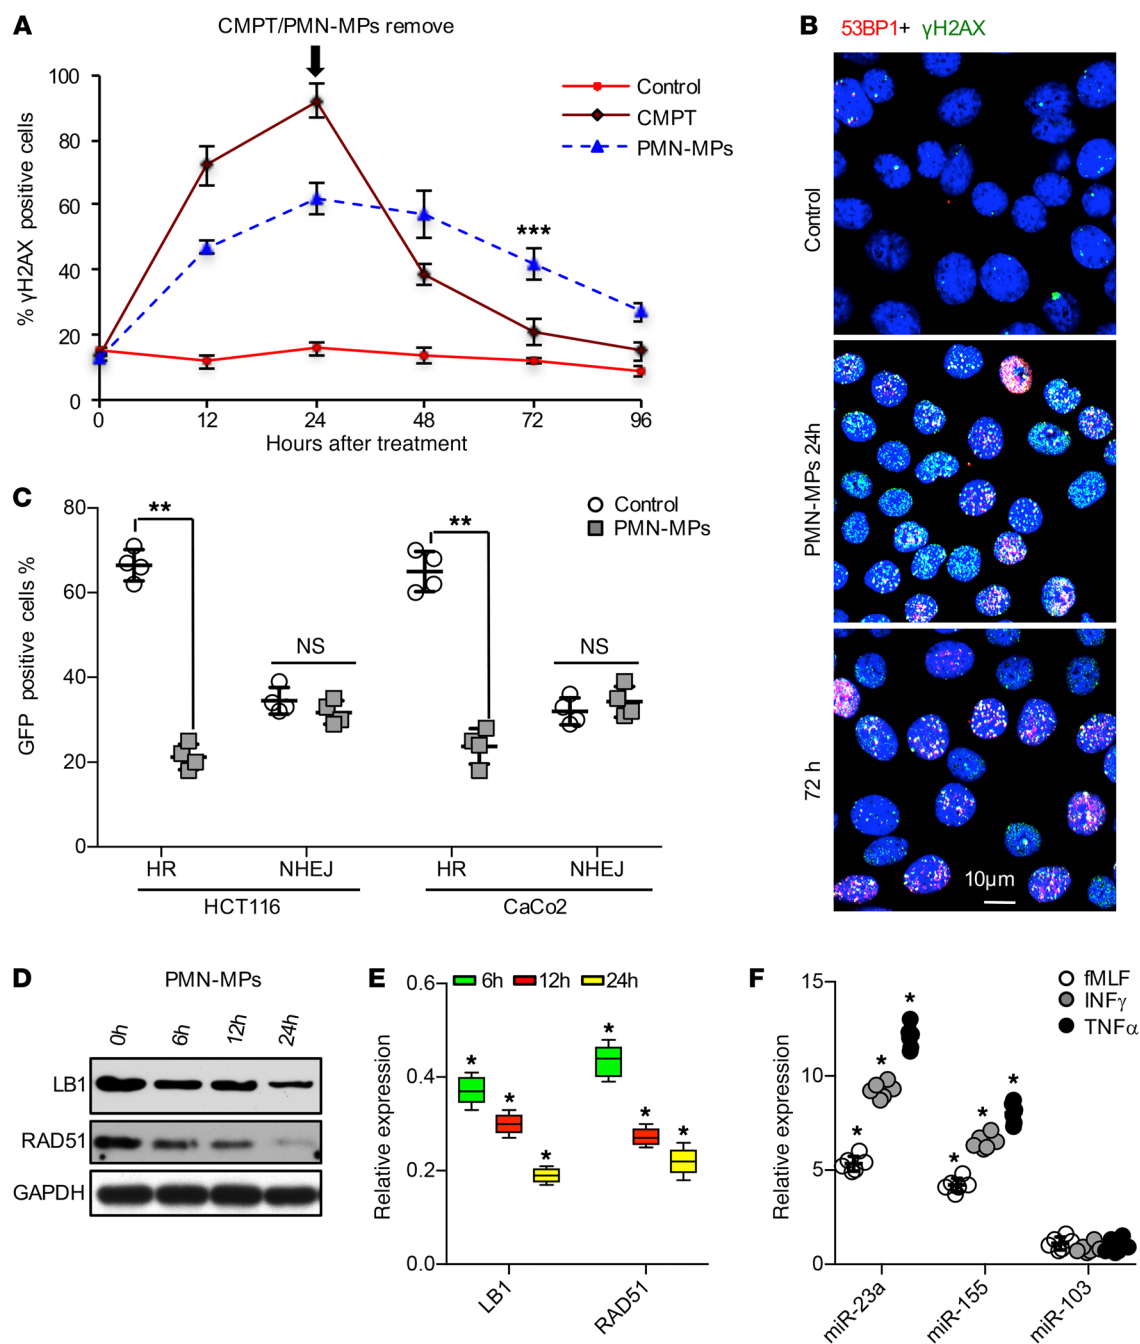 A
CMPT/PMN-MPs remove
% γH2AX positive cells
100
80
60
40
20
0
***
Control
CMPT
PMN-MPs
0
12
24
48
72
96
Hours after treatment
B
53BP1+ γH2AX
Control
PMN-MPs 24h
72 h
10μm
C
GFP positive cells %
80
60
40
20
0
**
NS
**
NS
Control
PMN-MPs
HR
NHEJ
HR
NHEJ
HCT116
CaCo2
D
PMN-MPs
0h
6h
12h
24h
LB1
RAD51
GAPDH
E
Relative expression
0.6
0.4
0.2
0.0
6h
12h
24h
*
*
*
*
*
*
LB1
RAD51
F
Relative expression
15
10
5
0
fMLF
INFγ
TNFα
*
*
*
*
*
*
miR-23a
miR-155
miR-103